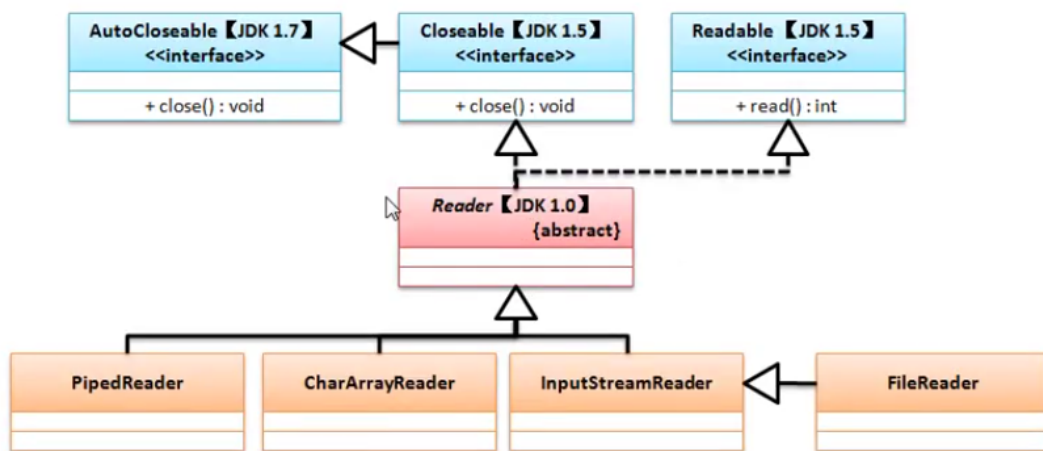 AutoCloseable【JDK 1.7】
<<interface>>
+ close() : void
Closeable【JDK 1.5】
<<interface>>
+ close() : void
Readable【JDK 1.5】
<<interface>>
+ read() : int
Reader【JDK 1.0】
{abstract}
PipedReader
CharArrayReader
InputStreamReader
FileReader